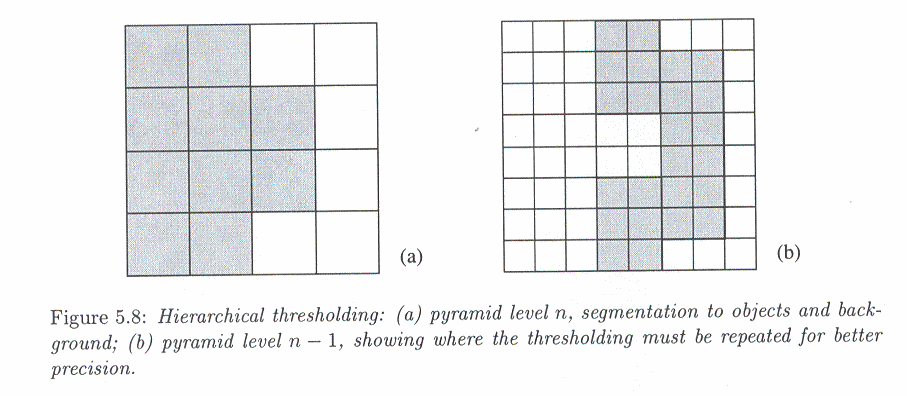 (a)
(b)
Figure 5.8: Hierarchical thresholding: (a) pyramid level n, segmentation to objects and back-
ground; (b) pyramid level n − 1, showing where the thresholding must be repeated for better
precision.